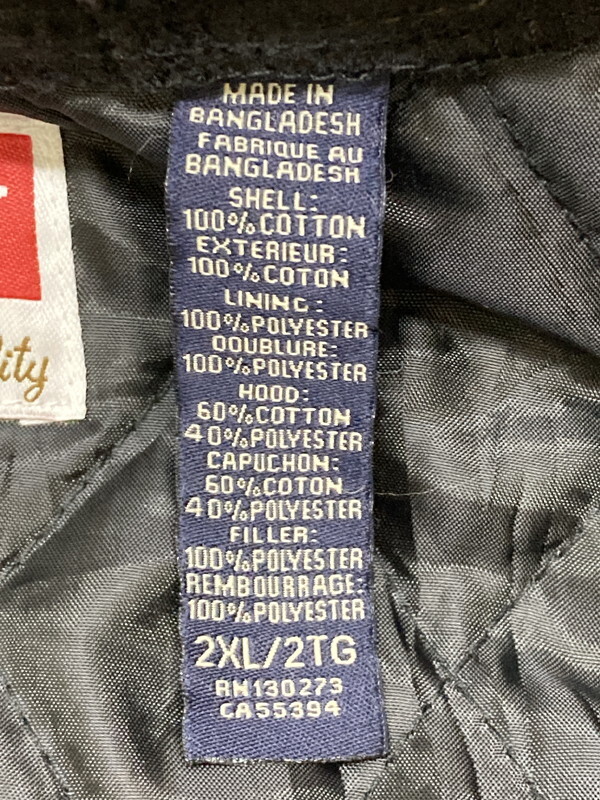 MADE IN
BANGLADESH
FABRIQUE AU
BANGLADESH
SHELL:
100%COTTON
EXTERIEUR:
100%COTON
LINING:
100%POLYESTER
DOUBLURE:
100%POLYESTER
HOOD:
60%COTTON
40%POLYESTER
CAPUCHON:
60%COTON
40%POLYESTER
FILLER:
100%POLYESTER
REMBOURRAGE:
100%POLYESTER
2XL/2TG
RN130273
CA55394